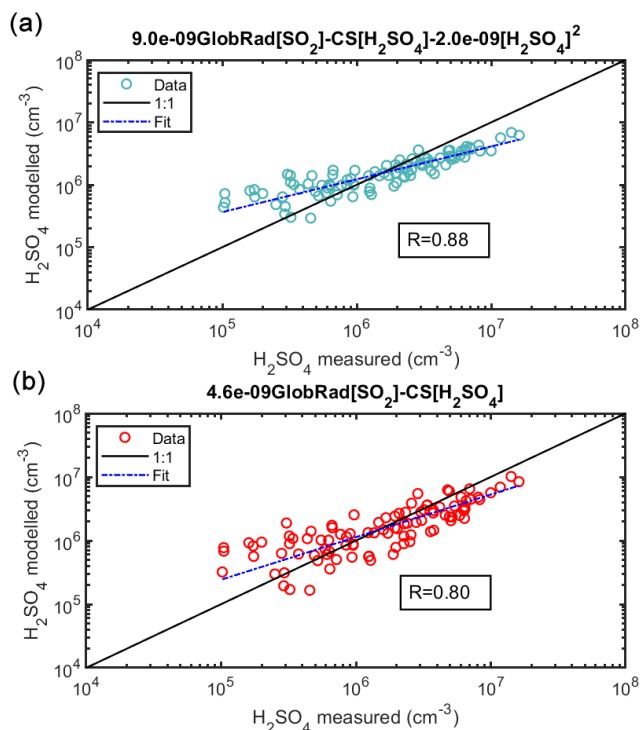 (a)
9.0e-09GlobRad[SO₂]-CS[H₂SO₄]-2.0e-09[H₂SO₄]²
10⁸
10⁷
10⁶
10⁵
10⁴
H₂SO₄ modelled (cm⁻³)
Data
1:1
Fit
R=0.88
10⁴ 10⁵ 10⁶ 10⁷ 10⁸
H₂SO₄ measured (cm⁻³)
(b)
4.6e-09GlobRad[SO₂]-CS[H₂SO₄]
10⁸
10⁷
10⁶
10⁵
10⁴
H₂SO₄ modelled (cm⁻³)
Data
1:1
Fit
R=0.80
10⁴ 10⁵ 10⁶ 10⁷ 10⁸
H₂SO₄ measured (cm⁻³)